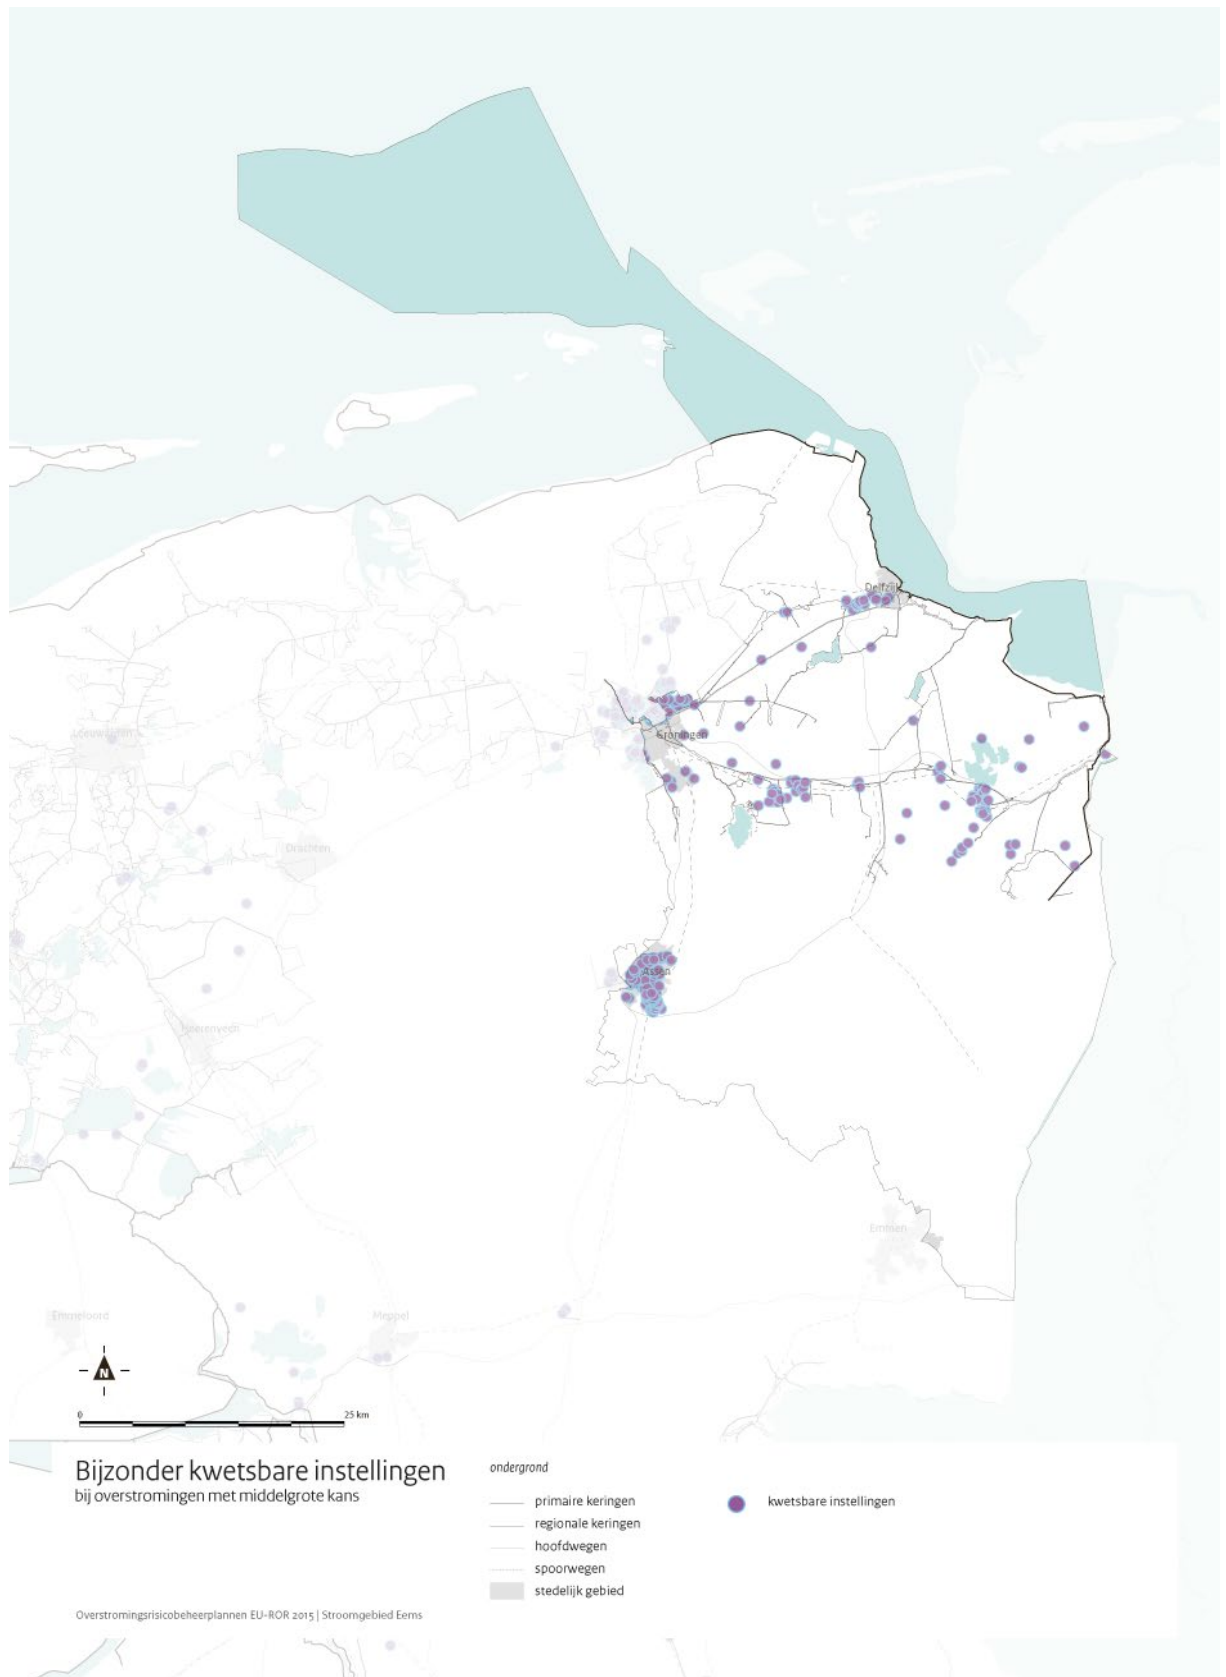 Delfzijl
Leeuwarden
Groningen
Drachten
Assen
Heerenveen
Emmen
Emmeloord
Meppel
N
0
25 km
Bijzonder kwetsbare instellingen
bij overstromingen met middelgrote kans
ondergrond
primaire keringen
regionale keringen
hoofdwegen
spoorwegen
stedelijk gebied
kwetsbare instellingen
Overstromingsrisicobeheerplannen EU-ROR 2015 | Stroomgebied Eems